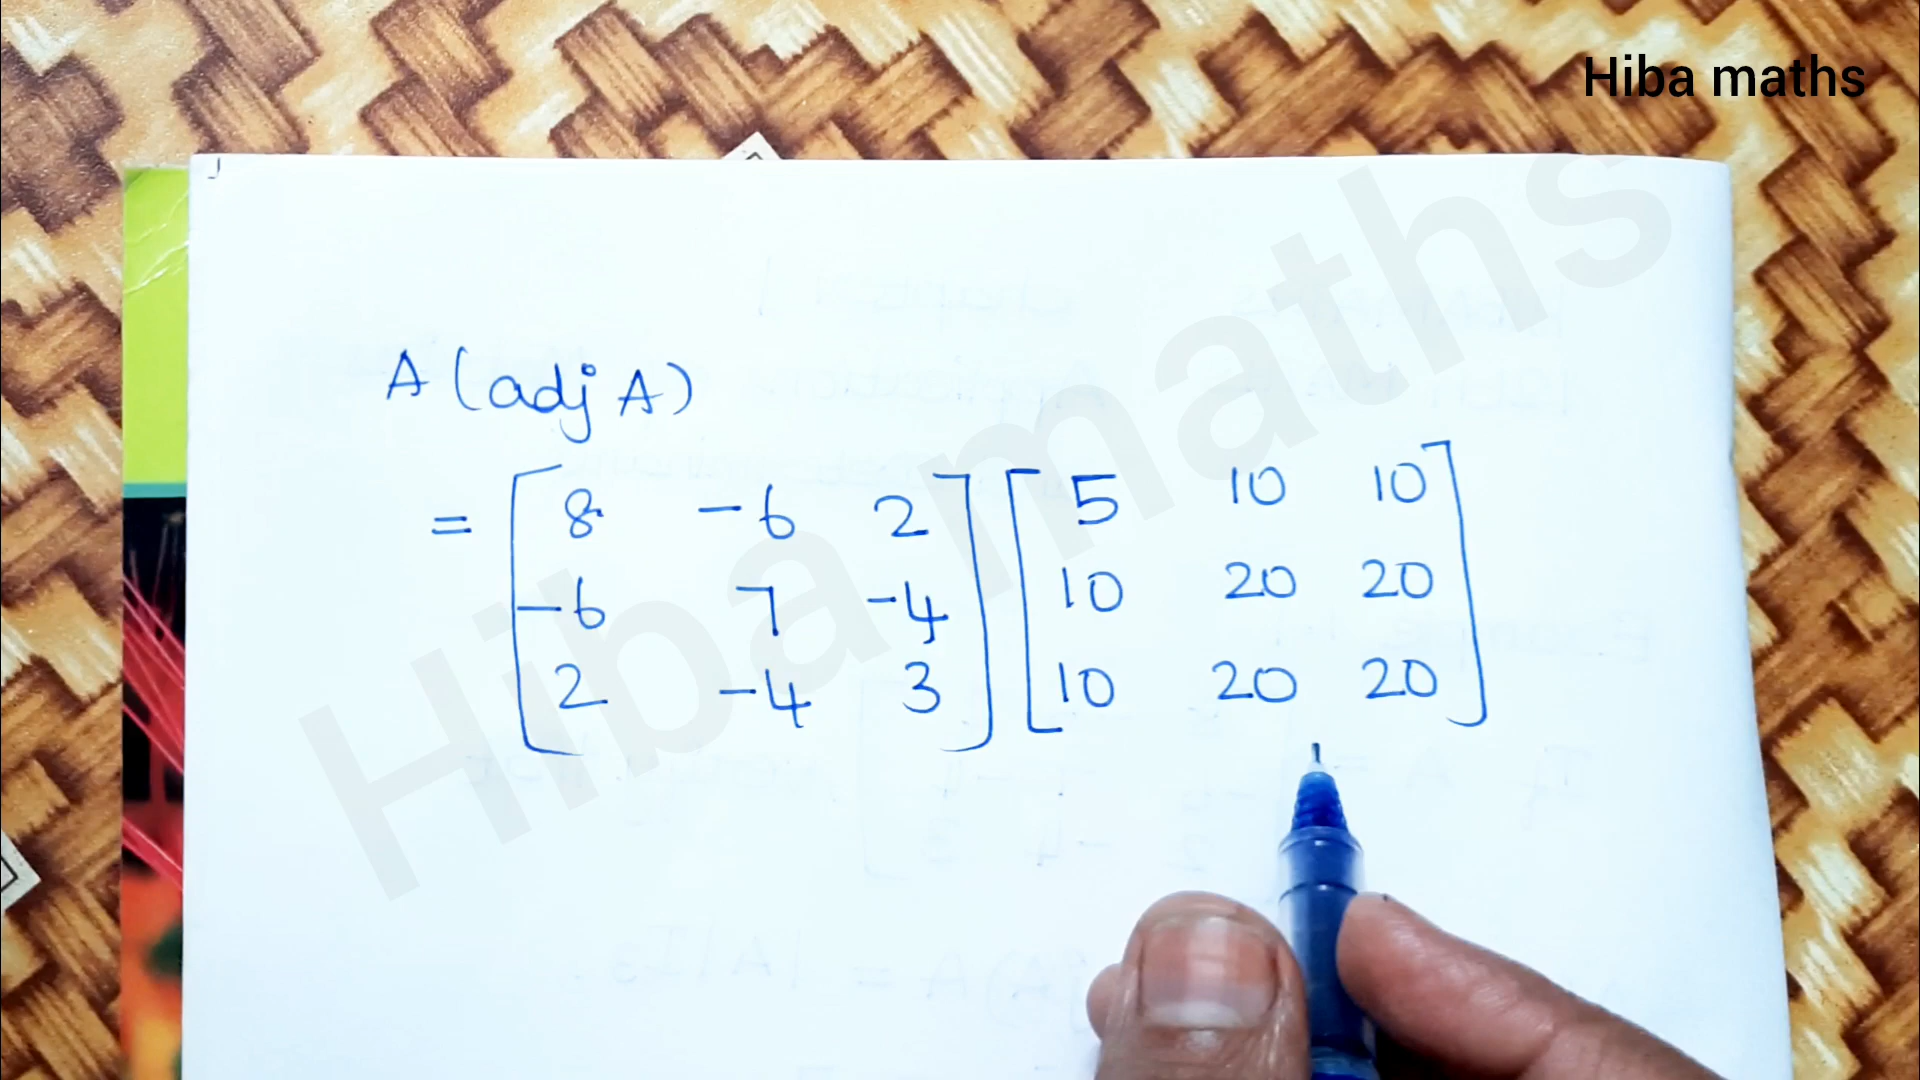 Hiba maths
Hiba maths
A (adj A)
= [ 8 -6 2 ] [ 5 10 10 ]
-6 7 -4 10 20 20
2 -4 3 10 20 20